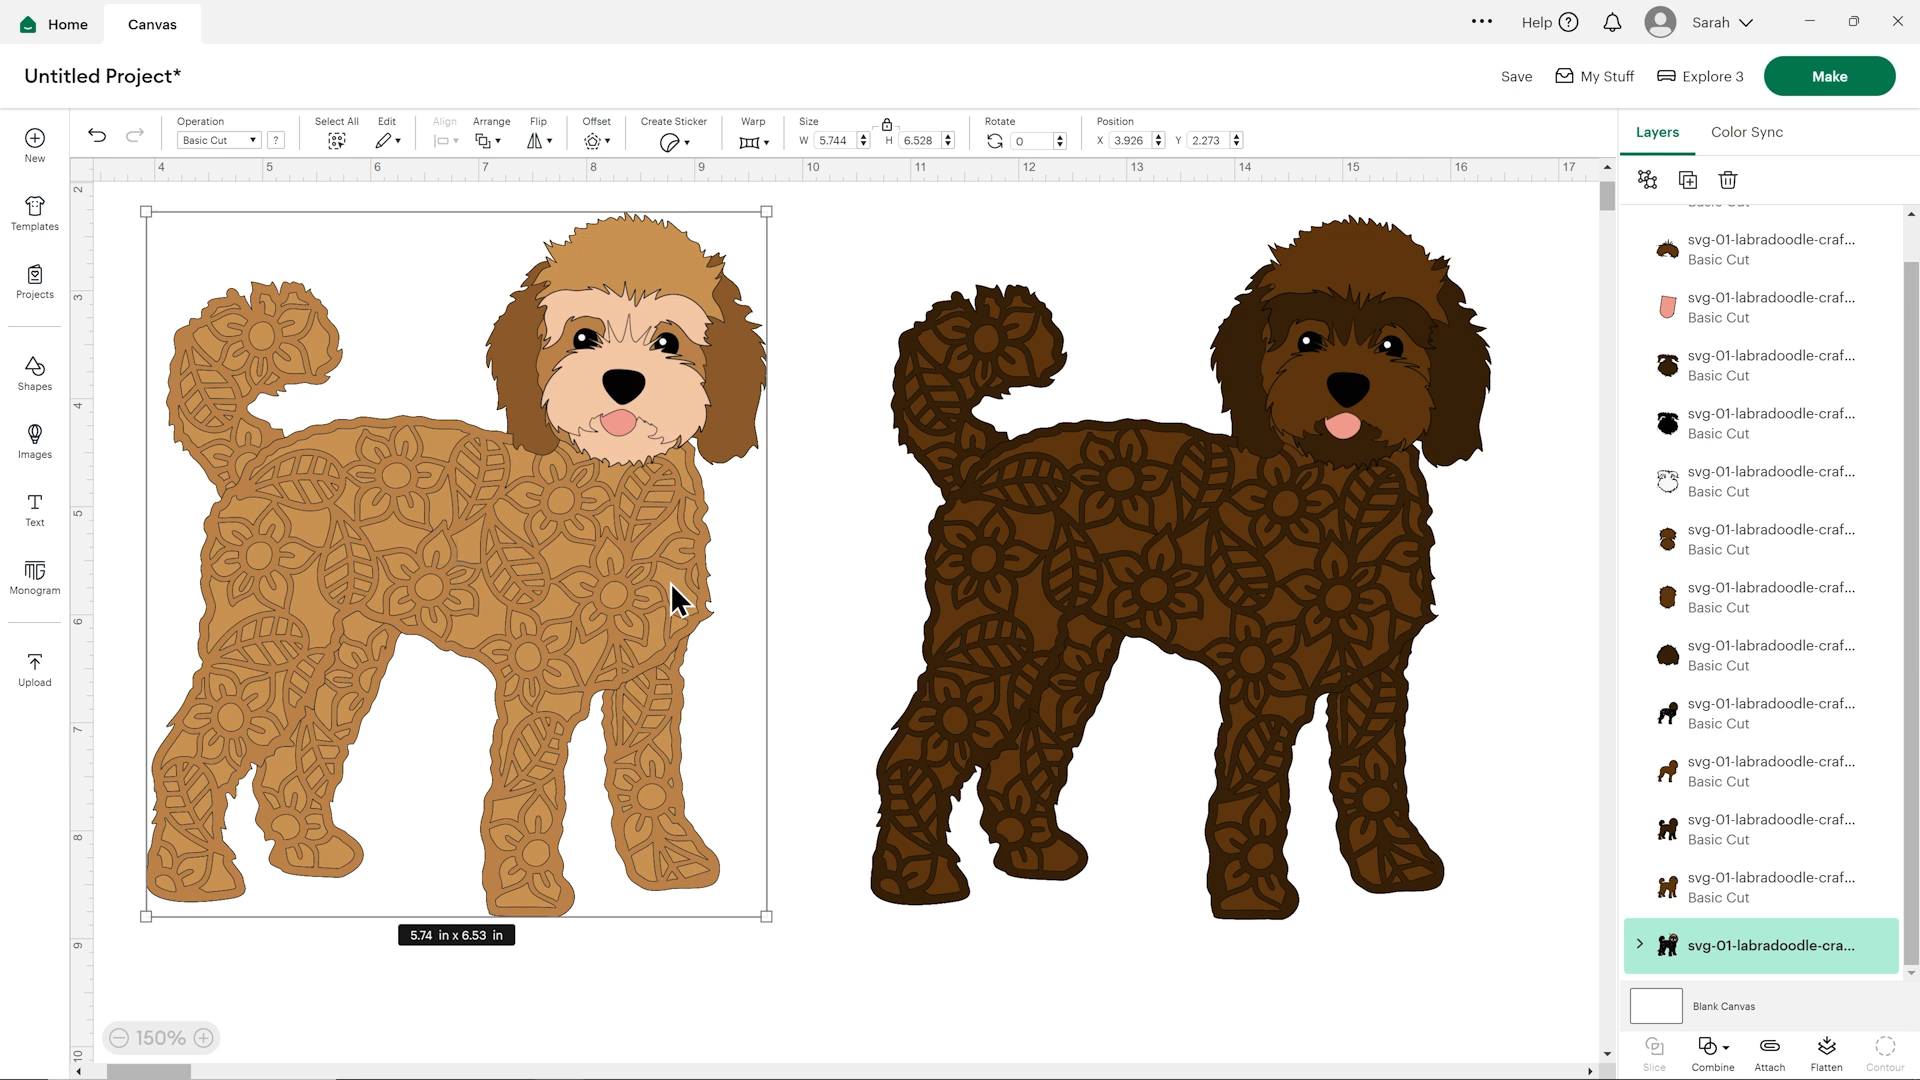 Home
Canvas
Help
Sarah
Untitled Project*
Save
My Stuff
Explore 3
Make
Operation
Basic Cut
?
Select All
Edit
Align
Arrange
Flip
Offset
Create Sticker
Warp
Size
W 5.744
H 6.528
Rotate
0
Position
X 3.926
Y 2.273
Layers
Color Sync
New
Templates
Projects
Shapes
Images
Text
Monogram
Upload
4 5 6 7 8 9 10 11 12 13 14 15 16 17
2
3
4
5
6
7
8
9
10
5.74 in x 6.53 in
150%
svg-01-labradoodle-craf...
Basic Cut
svg-01-labradoodle-craf...
Basic Cut
svg-01-labradoodle-craf...
Basic Cut
svg-01-labradoodle-craf...
Basic Cut
svg-01-labradoodle-craf...
Basic Cut
svg-01-labradoodle-craf...
Basic Cut
svg-01-labradoodle-craf...
Basic Cut
svg-01-labradoodle-craf...
Basic Cut
svg-01-labradoodle-craf...
Basic Cut
svg-01-labradoodle-craf...
Basic Cut
svg-01-labradoodle-craf...
Basic Cut
svg-01-labradoodle-craf...
Basic Cut
svg-01-labradoodle-cra...
Blank Canvas
Slice
Combine
Attach
Flatten
Contour